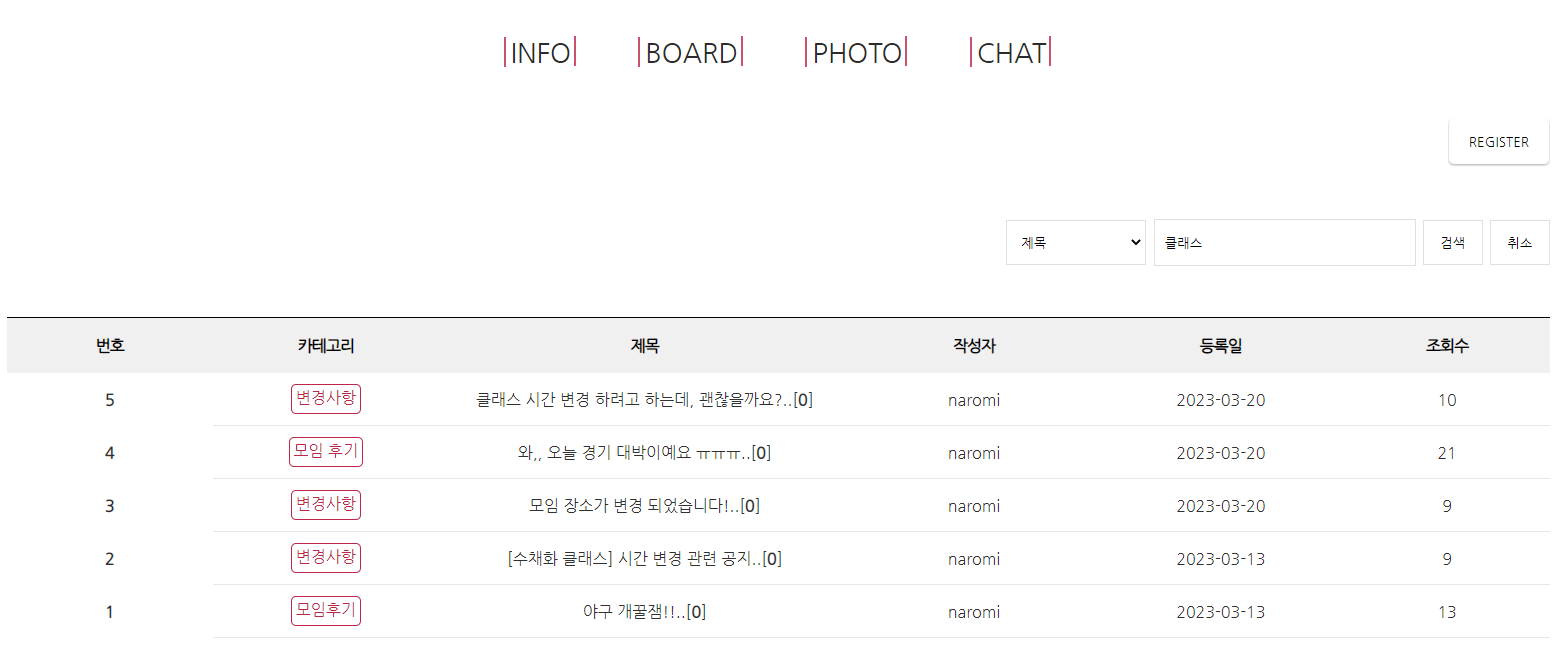 INFO BOARD PHOTO CHAT
REGISTER
제목 클래스 검색 취소
번호 카테고리 제목 작성자 등록일 조회수
5 변경사항 클래스 시간 변경 하려고 하는데, 괜찮을까요?..[0] naromi 2023-03-20 10
4 모임 후기 와,, 오늘 경기 대박이예요 ㅠㅠㅠ..[0] naromi 2023-03-20 21
3 변경사항 모임 장소가 변경 되었습니다!..[0] naromi 2023-03-20 9
2 변경사항 [수채화 클래스] 시간 변경 관련 공지..[0] naromi 2023-03-13 9
1 모임후기 야구 개꿀잼!!..[0] naromi 2023-03-13 13